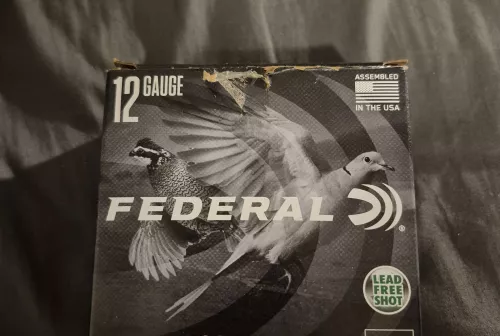 12 GAUGE
ASSEMBLED
IN THE USA
FEDERAL ®
LEAD
FREE
SHOT